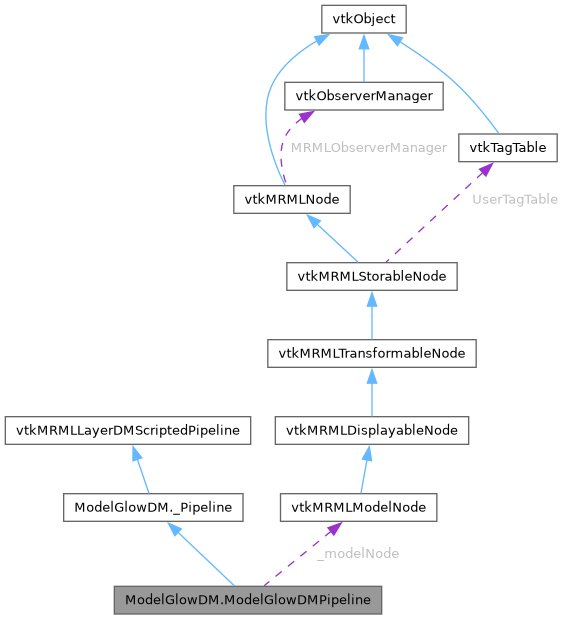 vtkObject
vtkObserverManager
MRMLObserverManager
vtkTagTable
vtkMRMLNode
UserTagTable
vtkMRMLStorableNode
vtkMRMLTransformableNode
vtkMRMLLayerDMScriptedPipeline
vtkMRMLDisplayableNode
ModelGlowDM._Pipeline
vtkMRMLModelNode
_modelNode
ModelGlowDM.ModelGlowDMPipeline